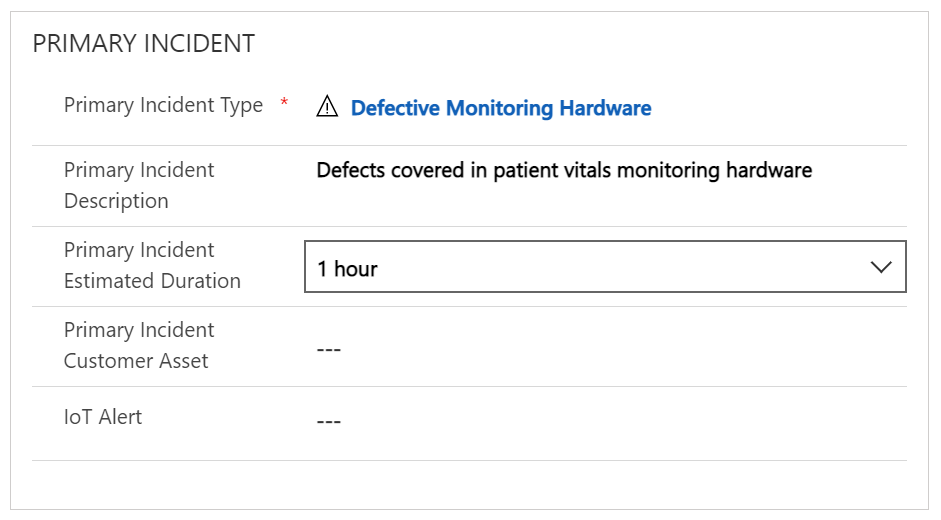 PRIMARY INCIDENT
Primary Incident Type * Defective Monitoring Hardware
Primary Incident
Description
Defects covered in patient vitals monitoring hardware
Primary Incident
Estimated Duration
1 hour
Primary Incident
Customer Asset
---
IoT Alert
---